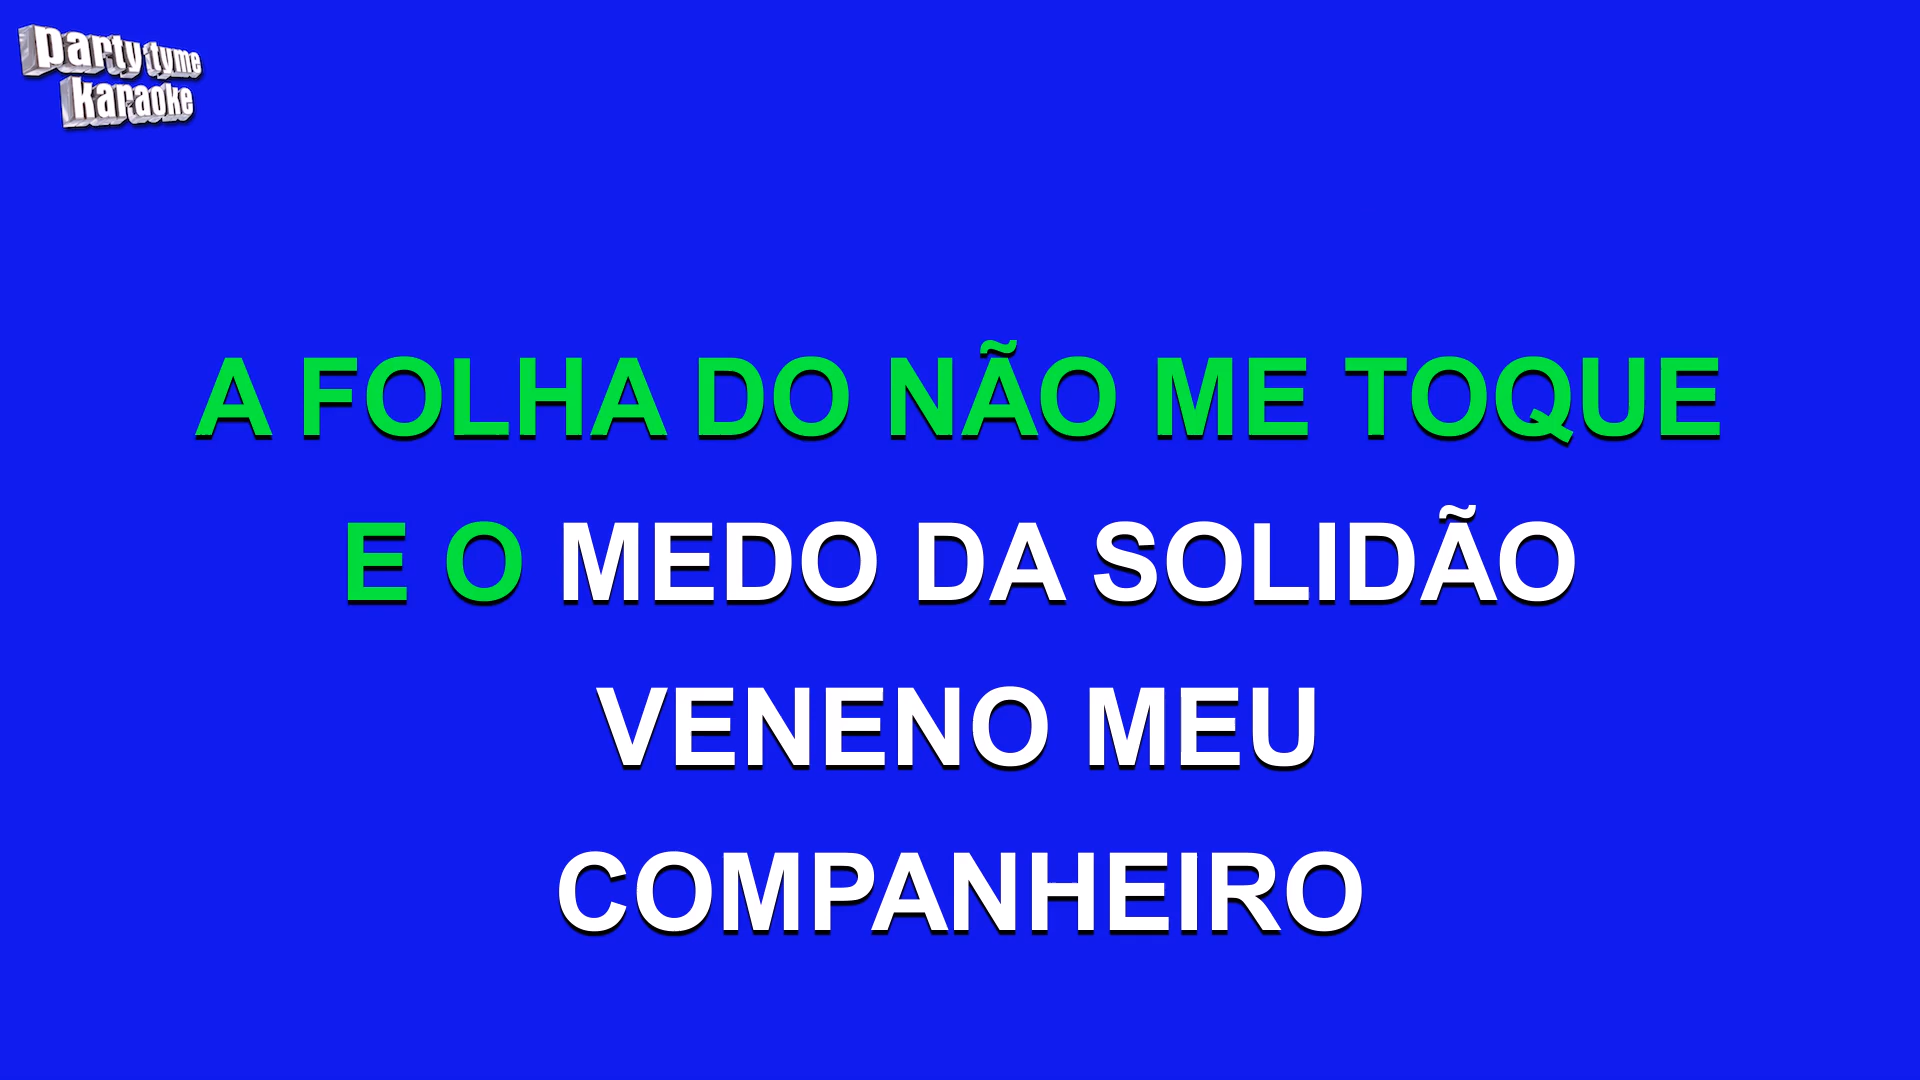 party tyme
karaoke
A FOLHA DO NÃO ME TOQUE
E O MEDO DA SOLIDÃO
VENENO MEU
COMPANHEIRO